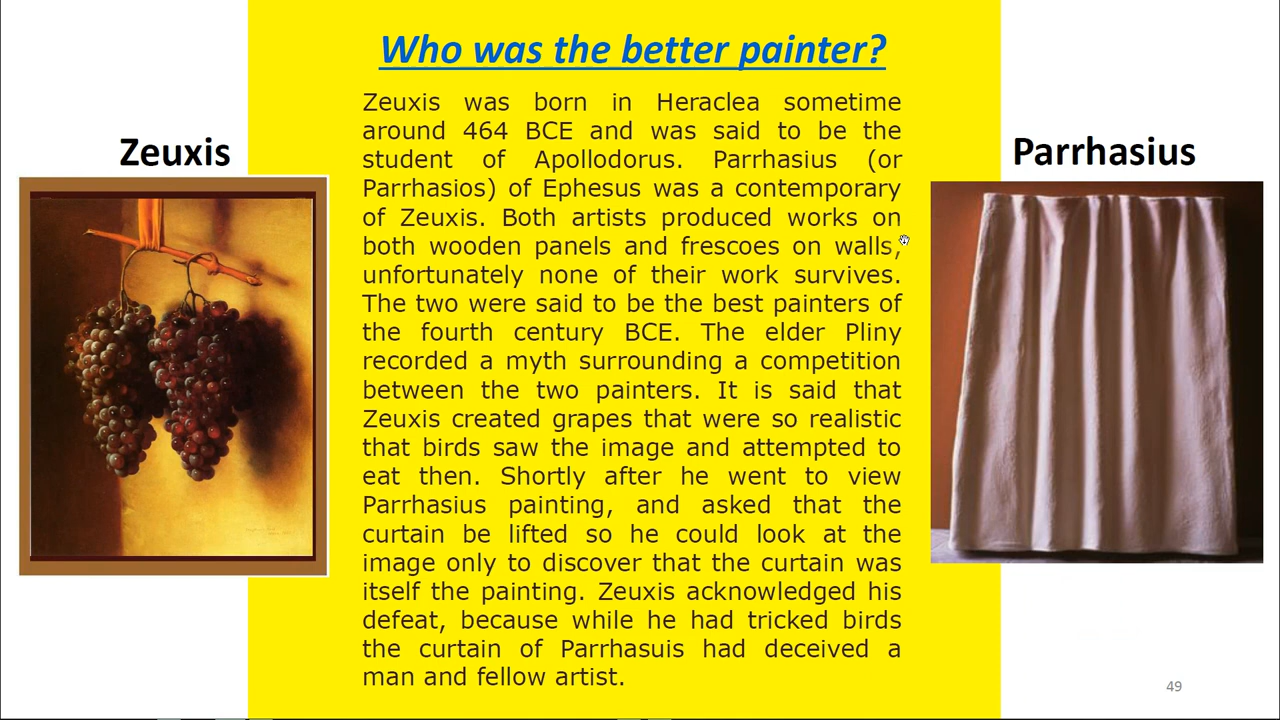 Who was the better painter?
Zeuxis
Parrhasius
Zeuxis was born in Heraclea sometime
around 464 BCE and was said to be the
student of Apollodorus. Parrhasius (or
Parrhasios) of Ephesus was a contemporary
of Zeuxis. Both artists produced works on
both wooden panels and frescoes on walls,
unfortunately none of their work survives.
The two were said to be the best painters of
the fourth century BCE. The elder Pliny
recorded a myth surrounding a competition
between the two painters. It is said that
Zeuxis created grapes that were so realistic
that birds saw the image and attempted to
eat then. Shortly after he went to view
Parrhasius painting, and asked that the
curtain be lifted so he could look at the
image only to discover that the curtain was
itself the painting. Zeuxis acknowledged his
defeat, because while he had tricked birds
the curtain of Parrhasuis had deceived a
man and fellow artist.
49